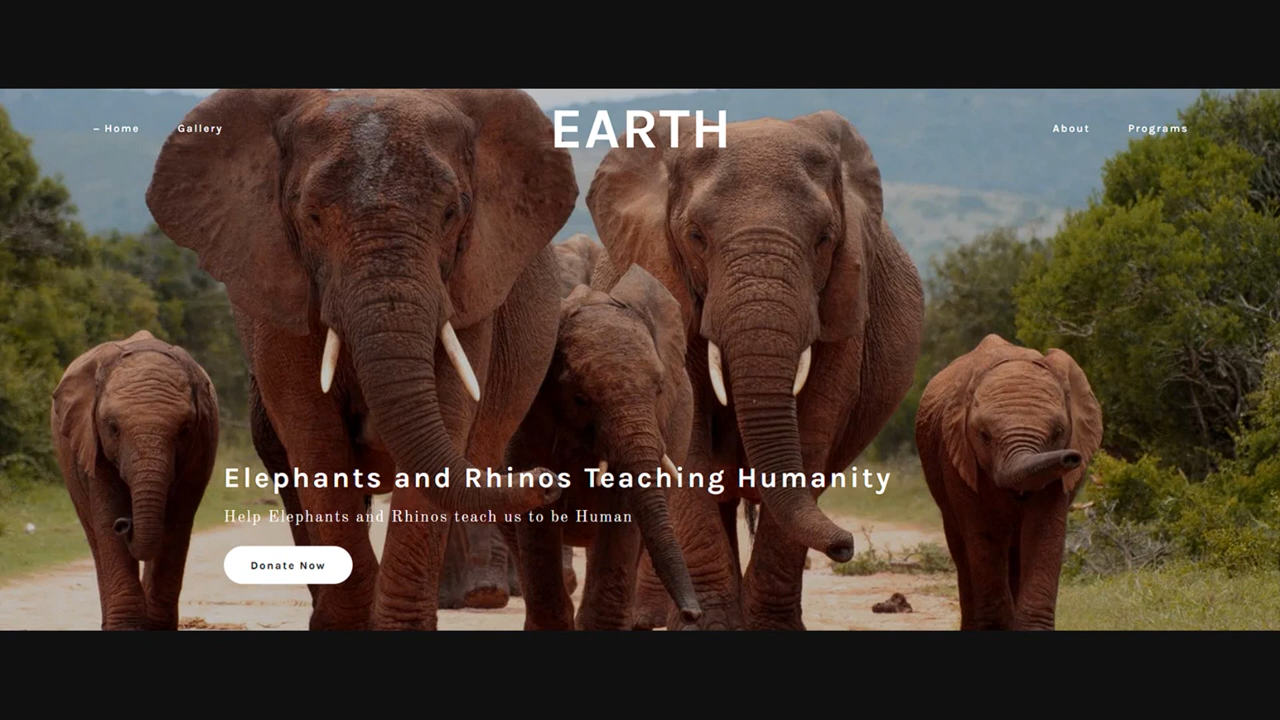 – Home
Gallery
EARTH
About
Programs
Elephants and Rhinos Teaching Humanity
Help Elephants and Rhinos teach us to be Human
Donate Now